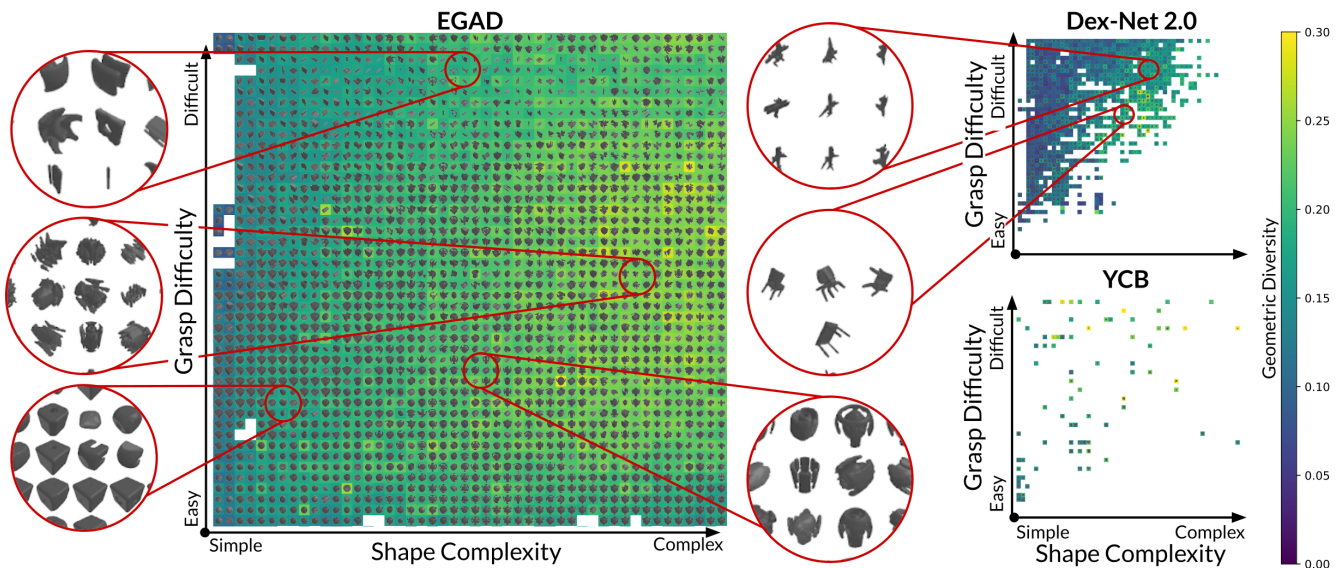 EGAD
Difficult
Grasp Difficulty
Easy
Simple
Shape Complexity
Complex
Dex-Net 2.0
Difficult
Grasp Difficulty
Easy
YCB
Difficult
Grasp Difficulty
Easy
Simple
Complex
Shape Complexity
Geometric Diversity
0.30
0.25
0.20
0.15
0.10
0.05
0.00